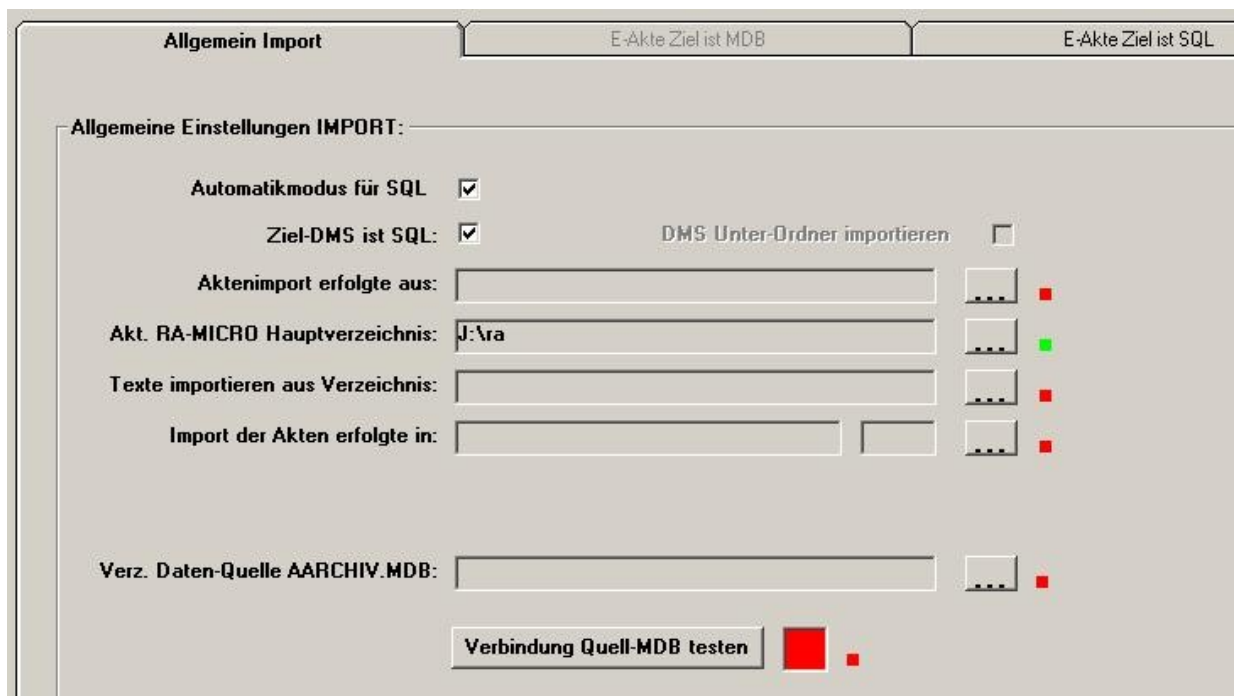 Allgemein Import E-Akte Ziel ist MDB E-Akte Ziel ist SQL
Allgemeine Einstellungen IMPORT:
Automatikmodus für SQL
Ziel-DMS ist SQL: DMS Unter-Ordner importieren
Aktenimport erfolgte aus: ...
Akt. RA-MICRO Hauptverzeichnis: J:\ra ...
Texte importieren aus Verzeichnis: ...
Import der Akten erfolgte in: ...
Verz. Daten-Quelle AARCHIV.MDB: ...
Verbindung Quell-MDB testen